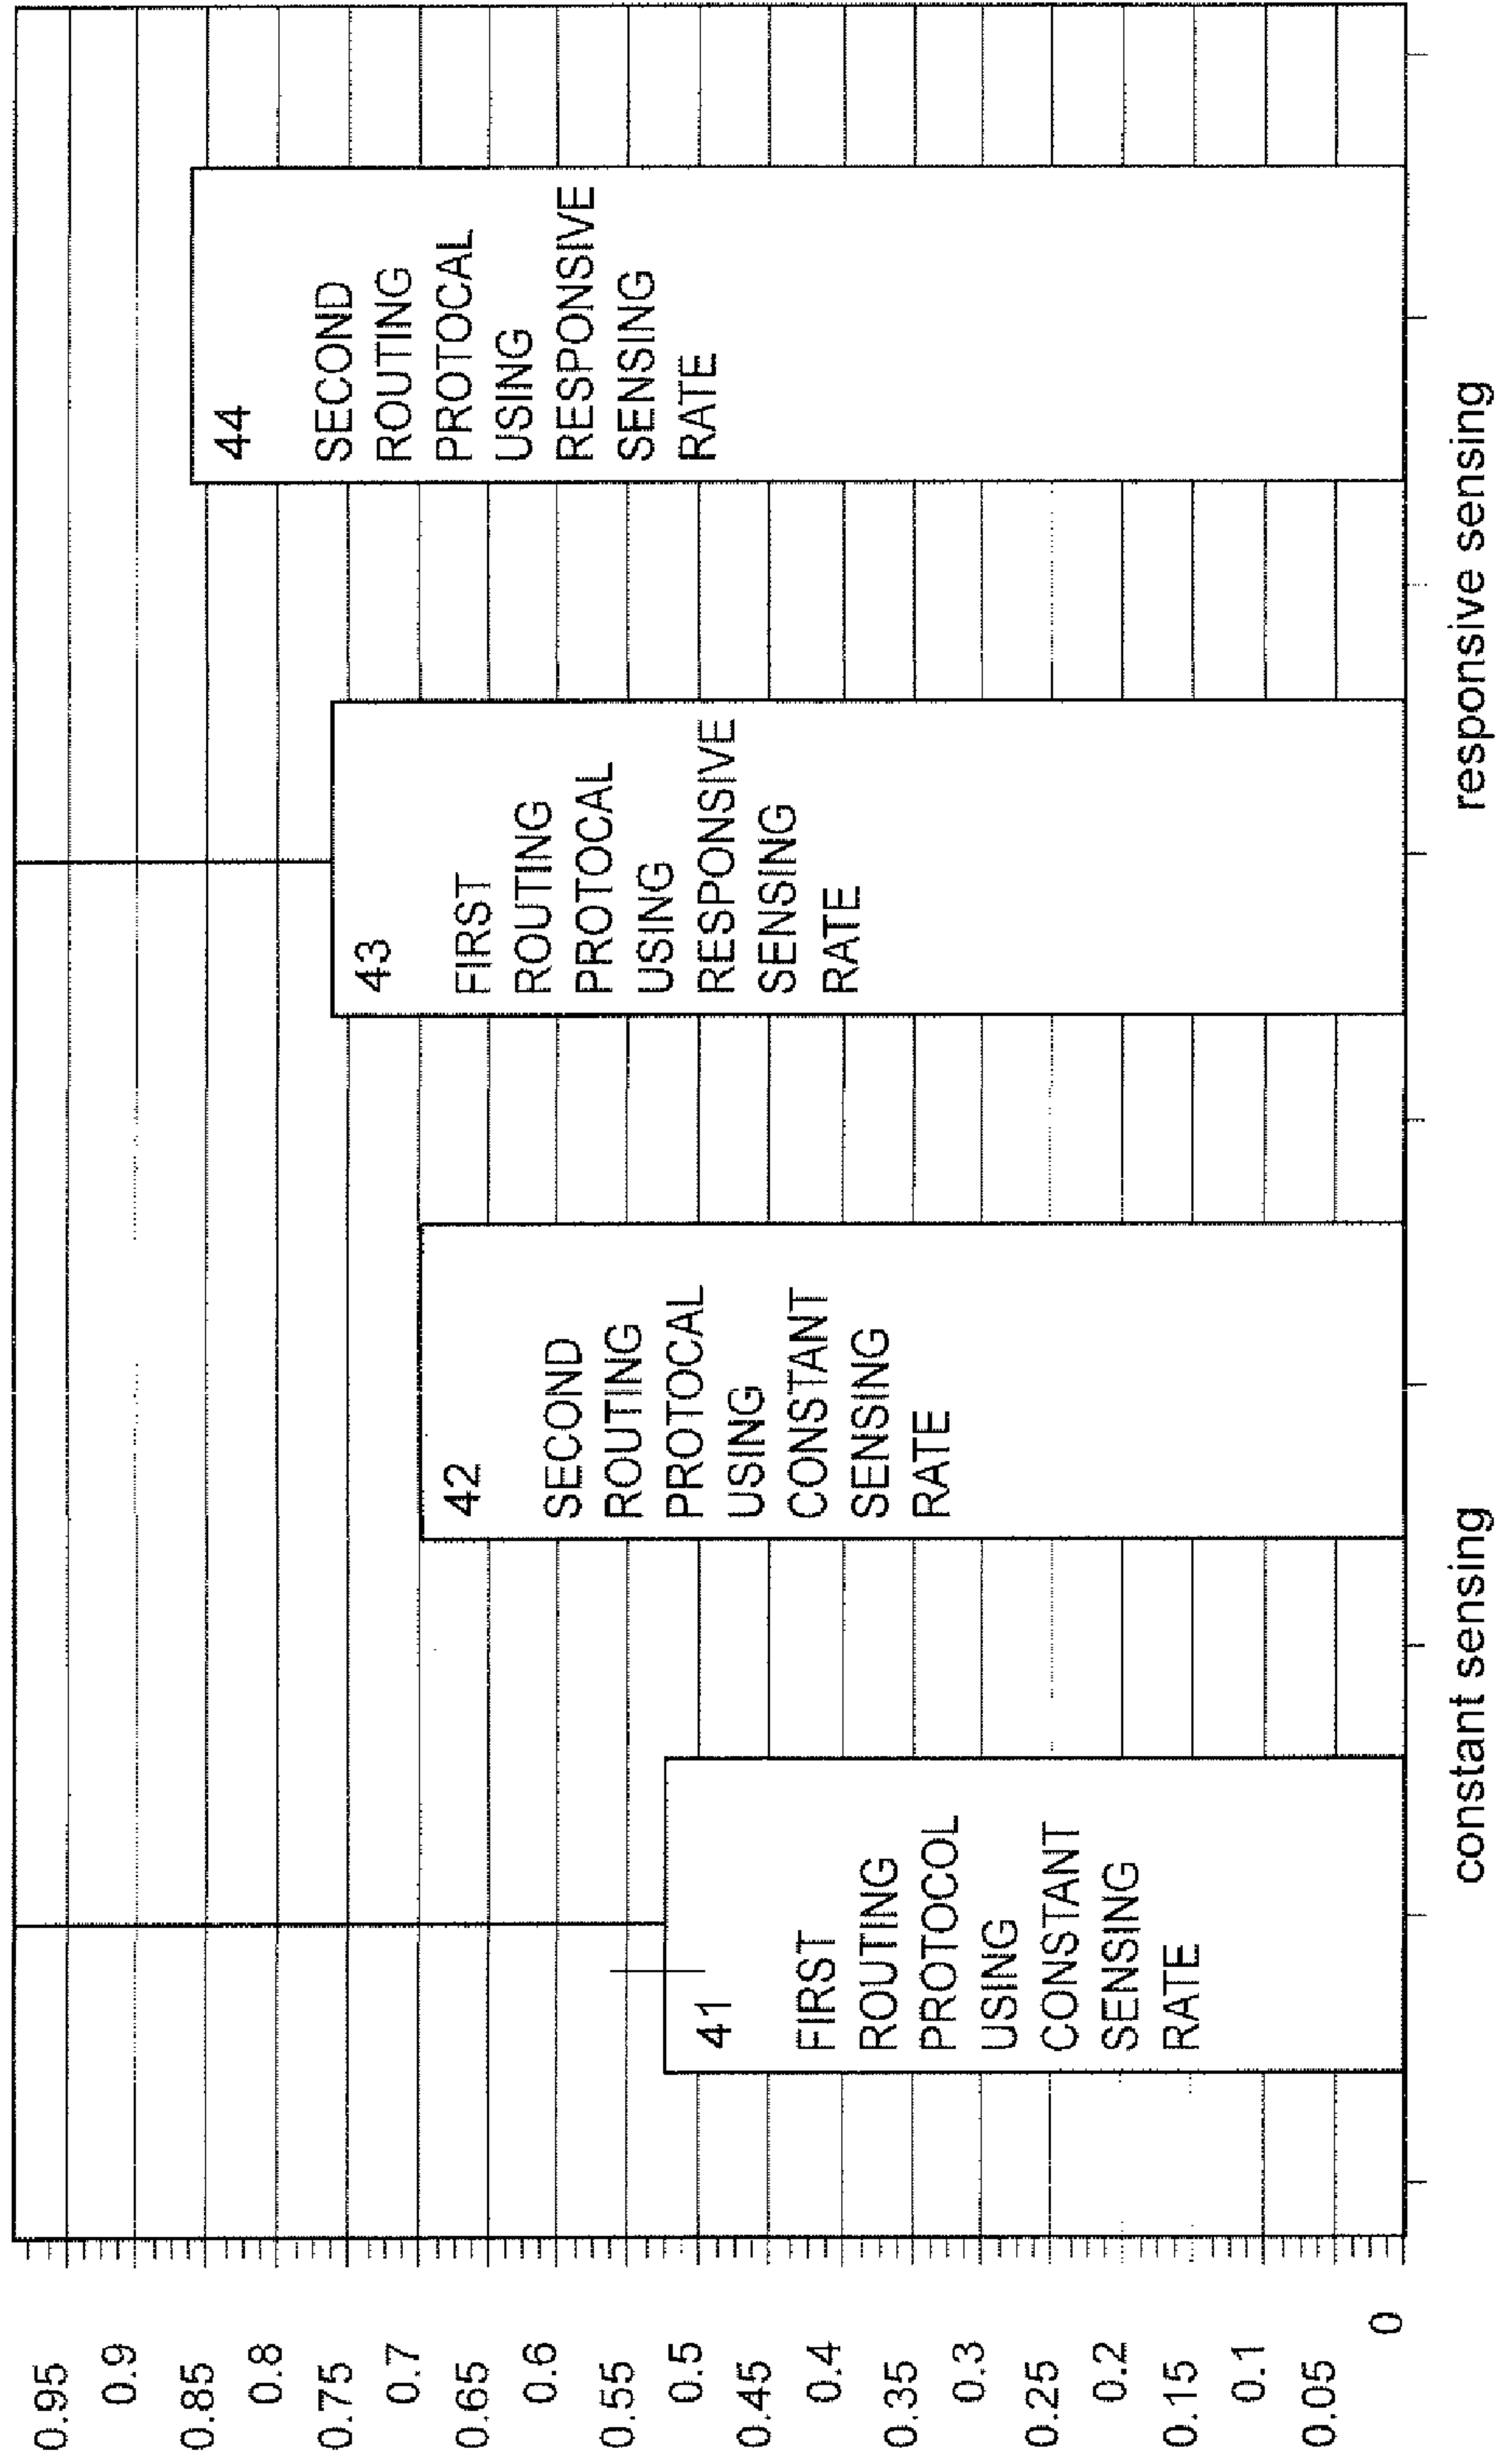 0.95
0.9
0.85
0.8
0.75
0.7
0.65
0.6
0.55
0.5
0.45
0.4
0.35
0.3
0.25
0.2
0.15
0.1
0.05
0
41
FIRST
ROUTING
PROTOCOL
USING
CONSTANT
SENSING
RATE
42
SECOND
ROUTING
PROTOCAL
USING
CONSTANT
SENSING
RATE
43
FIRST
ROUTING
PROTOCAL
USING
RESPONSIVE
SENSING
RATE
44
SECOND
ROUTING
PROTOCAL
USING
RESPONSIVE
SENSING
RATE
constant sensing
responsive sensing